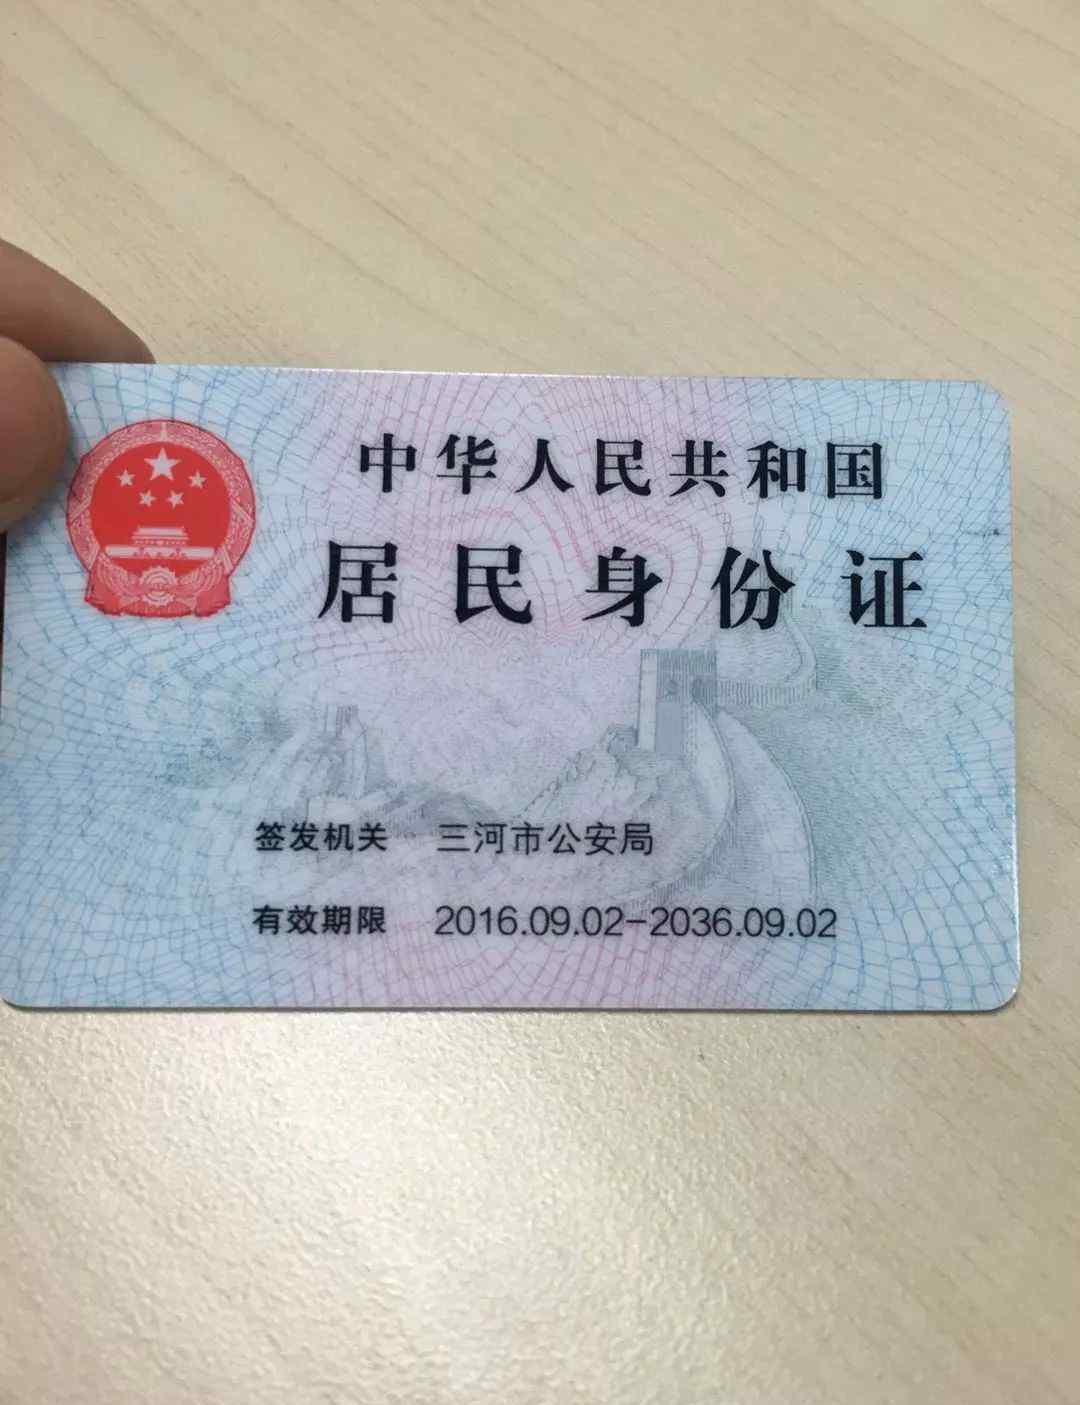 中华人民共和国
居民身份证
签发机关 三河市公安局
有效期限 2016.09.02-2036.09.02